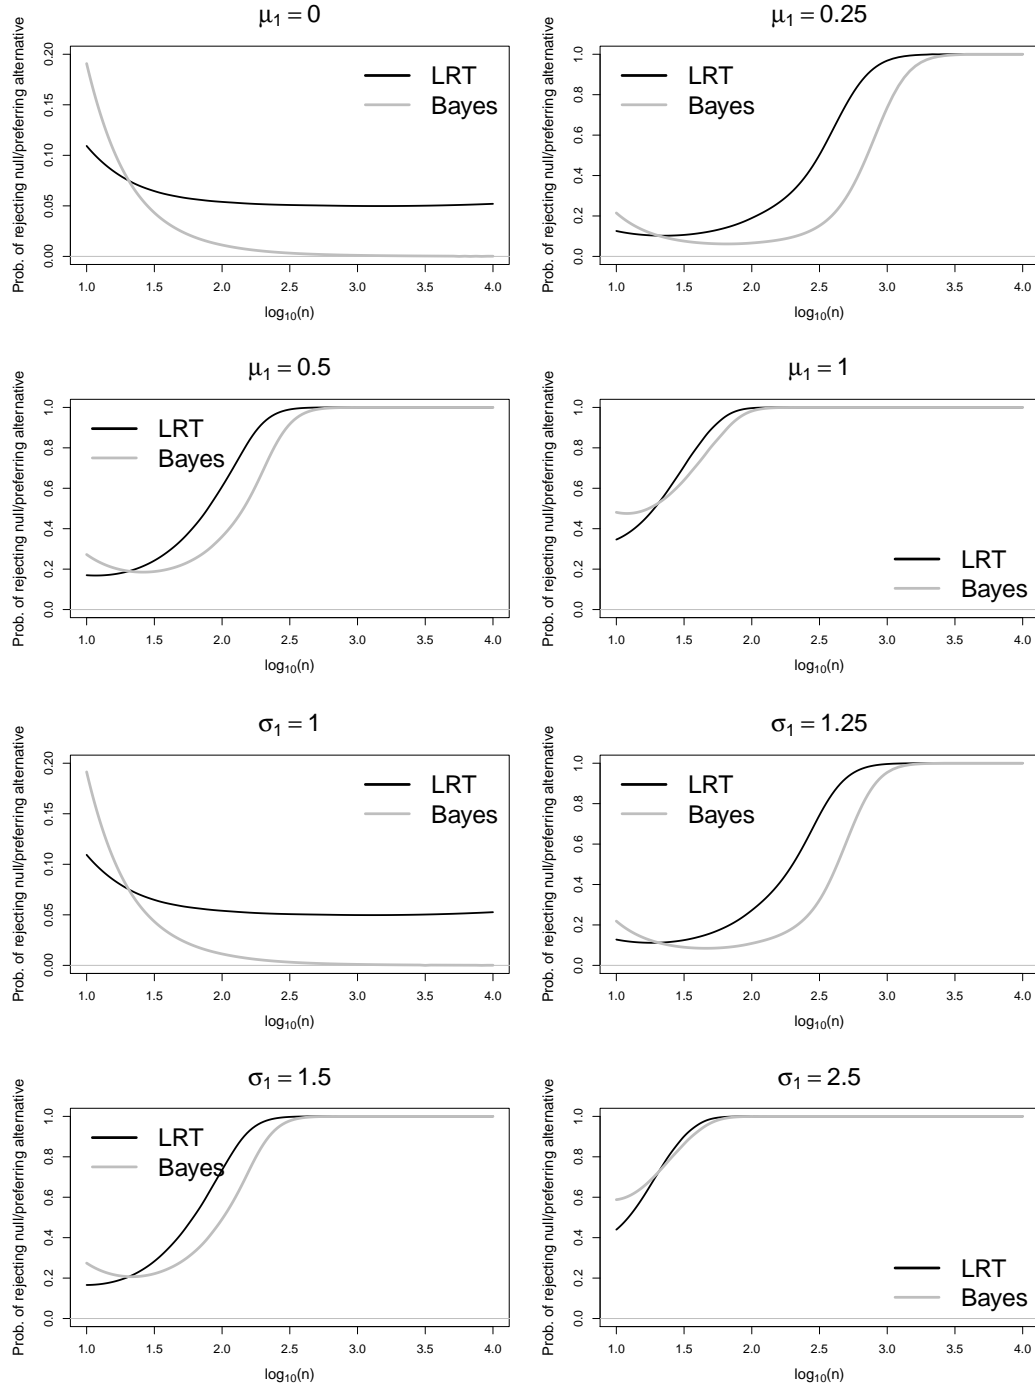 μ₁ = 0
Prob. of rejecting null/preferring alternative
0.00 0.05 0.10 0.15 0.20
LRT
Bayes
1.0 1.5 2.0 2.5 3.0 3.5 4.0
log₁₀(n)
μ₁ = 0.25
Prob. of rejecting null/preferring alternative
0.0 0.2 0.4 0.6 0.8 1.0
LRT
Bayes
1.0 1.5 2.0 2.5 3.0 3.5 4.0
log₁₀(n)
μ₁ = 0.5
Prob. of rejecting null/preferring alternative
0.0 0.2 0.4 0.6 0.8 1.0
LRT
Bayes
1.0 1.5 2.0 2.5 3.0 3.5 4.0
log₁₀(n)
μ₁ = 1
Prob. of rejecting null/preferring alternative
0.0 0.2 0.4 0.6 0.8 1.0
LRT
Bayes
1.0 1.5 2.0 2.5 3.0 3.5 4.0
log₁₀(n)
σ₁ = 1
Prob. of rejecting null/preferring alternative
0.00 0.05 0.10 0.15 0.20
LRT
Bayes
1.0 1.5 2.0 2.5 3.0 3.5 4.0
log₁₀(n)
σ₁ = 1.25
Prob. of rejecting null/preferring alternative
0.0 0.2 0.4 0.6 0.8 1.0
LRT
Bayes
1.0 1.5 2.0 2.5 3.0 3.5 4.0
log₁₀(n)
σ₁ = 1.5
Prob. of rejecting null/preferring alternative
0.0 0.2 0.4 0.6 0.8 1.0
LRT
Bayes
1.0 1.5 2.0 2.5 3.0 3.5 4.0
log₁₀(n)
σ₁ = 2.5
Prob. of rejecting null/preferring alternative
0.0 0.2 0.4 0.6 0.8 1.0
LRT
Bayes
1.0 1.5 2.0 2.5 3.0 3.5 4.0
log₁₀(n)